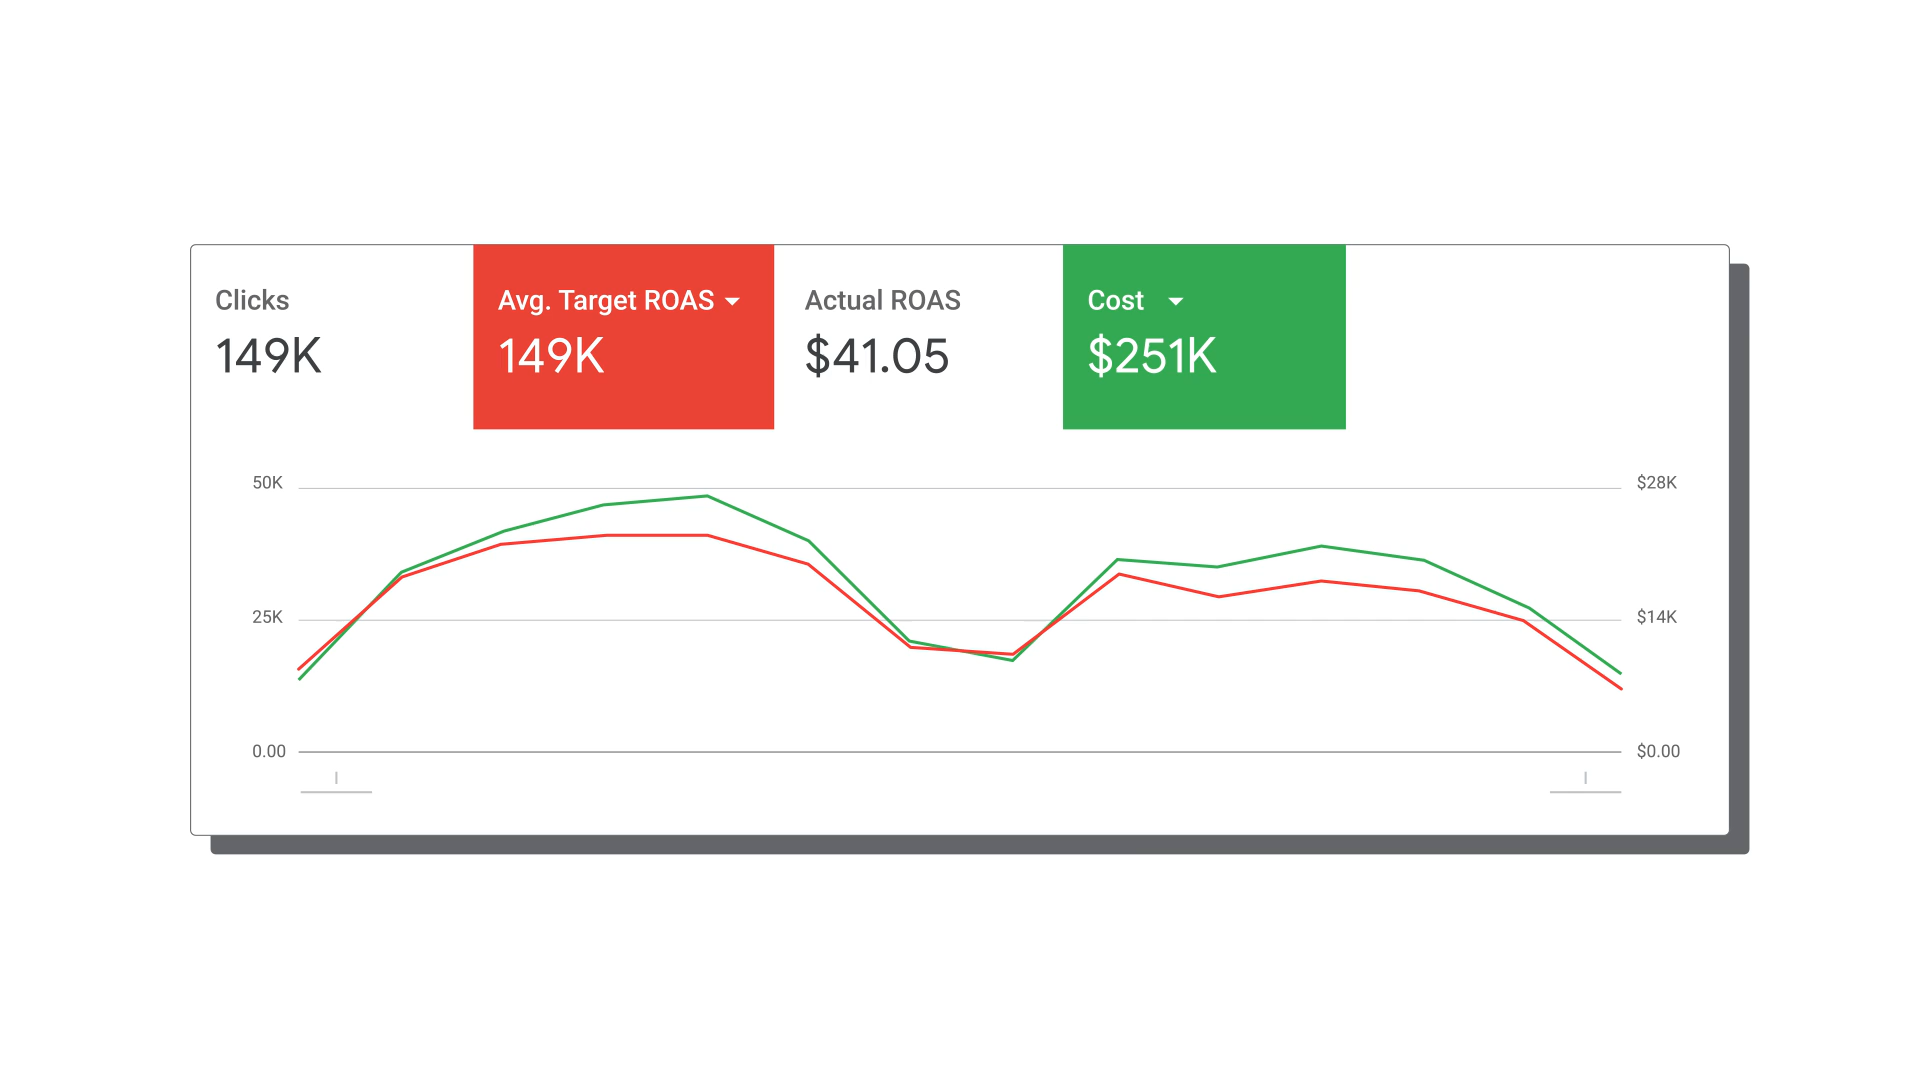 Clicks
149K
Avg. Target ROAS
149K
Actual ROAS
$41.05
Cost
$251K
50K
$28K
25K
$14K
0.00
$0.00